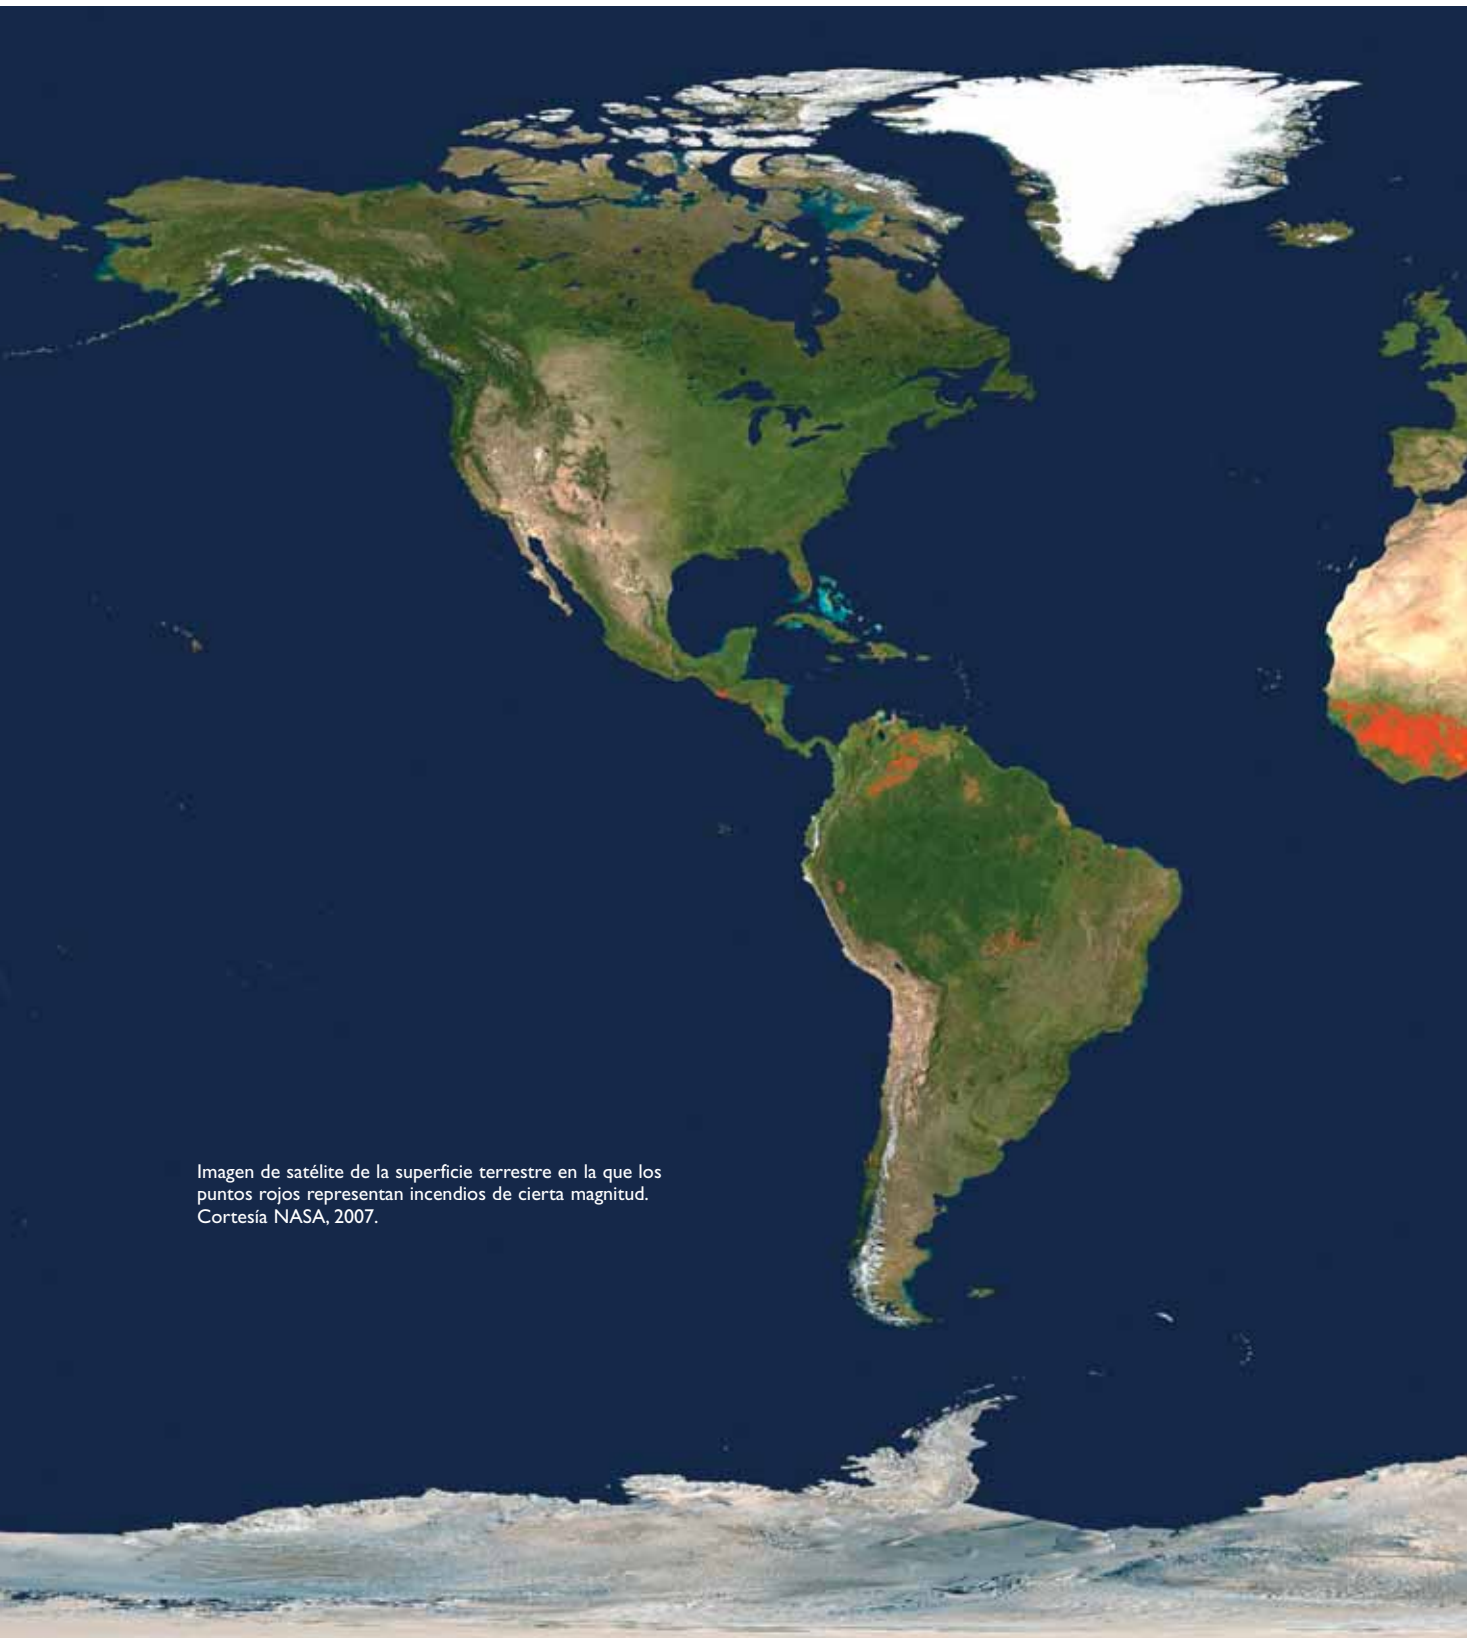 Imagen de satélite de la superficie terrestre en la que los
puntos rojos representan incendios de cierta magnitud.
Cortesía NASA, 2007.